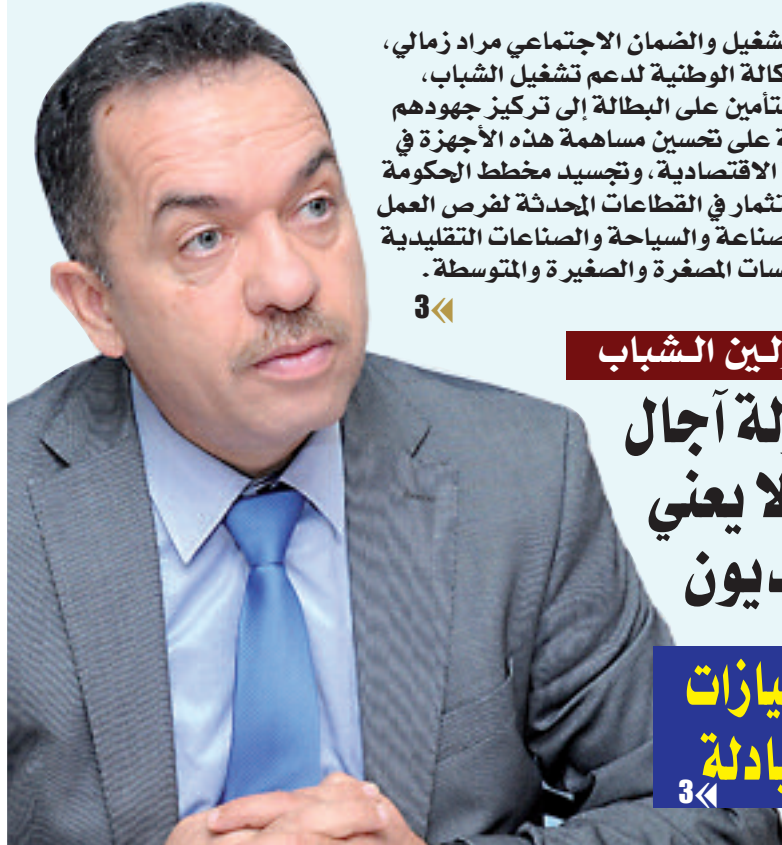 شغيل والضمان الاجتماعي مراد زمالي،
كالة الوطنية لدعم تشغيل الشباب،
تأمين على البطالة إلى تركيز جهودهم
ة على تحسين مساهمة هذه الأجهزة في
الاقتصادية، وتجسيد مخطط الحكومة
تثمار في القطاعات المحدثة لفرص العمل
صناعة والسياحة والصناعات التقليدية
سات المصغرة والصغيرة والمتوسطة.
3
ولين الشباب
لة آجال
لا يعني
ديون
يازات
بادلة
3